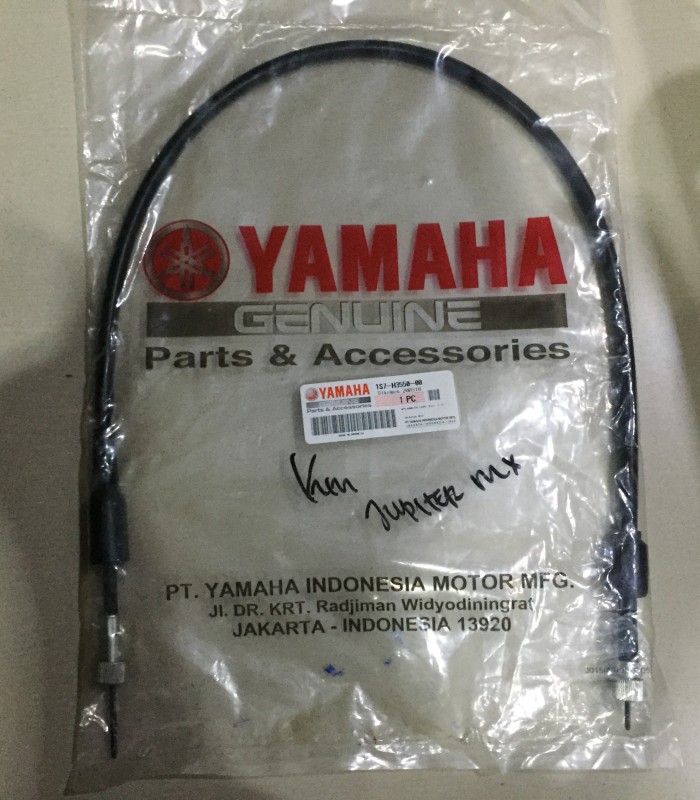 YAMAHA
GENUINE
Parts & Accessories
YAMAHA 1S7-H3550-00
Parts & Accessories 1 PC
Km
JUPITER MX
PT. YAMAHA INDONESIA MOTOR MFG.
Jl. DR. KRT. Radjiman Widyodiningrat
JAKARTA - INDONESIA 13920